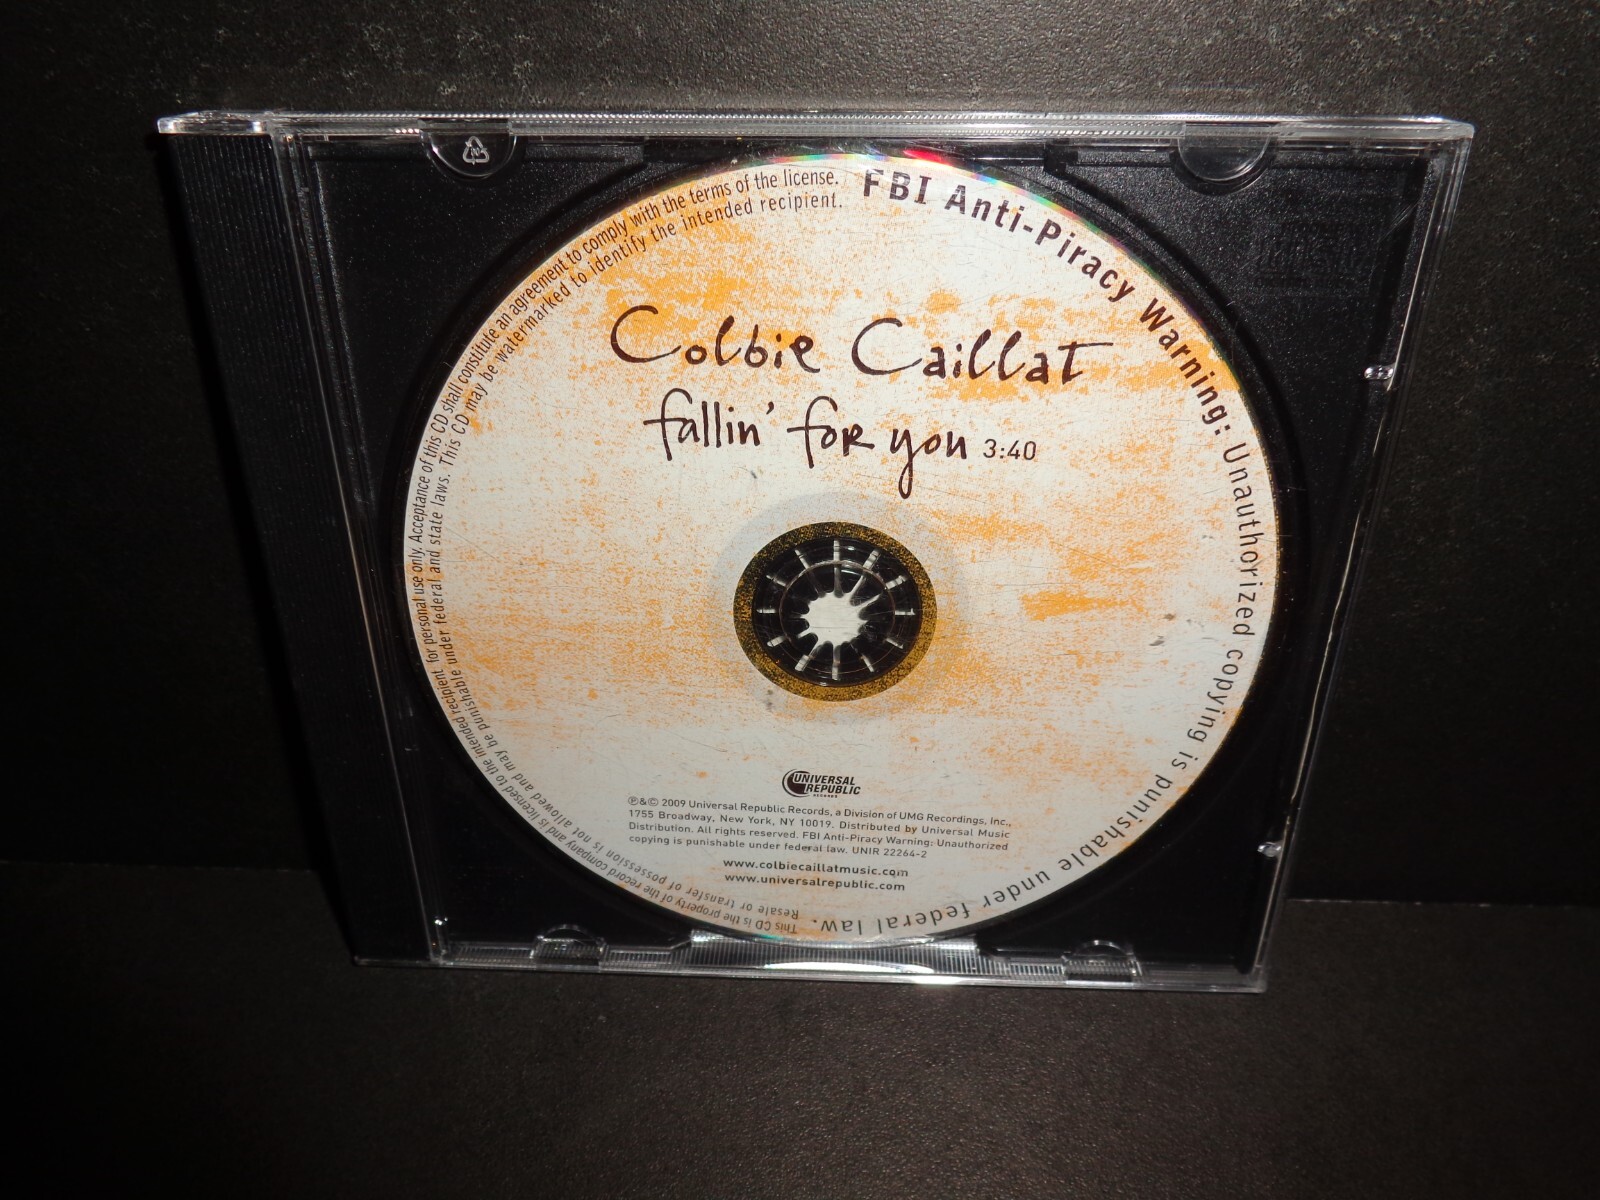 Colbie Caillat
fallin' for you 3:40
UNIVERSAL
REPUBLIC
RECORDS
℗&© 2009 Universal Republic Records, a Division of UMG Recordings, Inc.,
1755 Broadway, New York, NY 10019. Distributed by Universal Music
Distribution. All rights reserved. FBI Anti-Piracy Warning: Unauthorized
copying is punishable under federal law. UNIR 22264-2
www.colbiecaillatmusic.com
www.universalrepublic.com
FBI Anti-Piracy Warning: Unauthorized copying is punishable under federal law.
This CD is the property of the record company and is licensed to the intended recipient for personal use only. Acceptance of this CD shall constitute an agreement to comply with the terms of the license.
Resale or transfer of possession is not allowed and may be punishable under federal and state laws. This CD may be watermarked to identify the intended recipient.